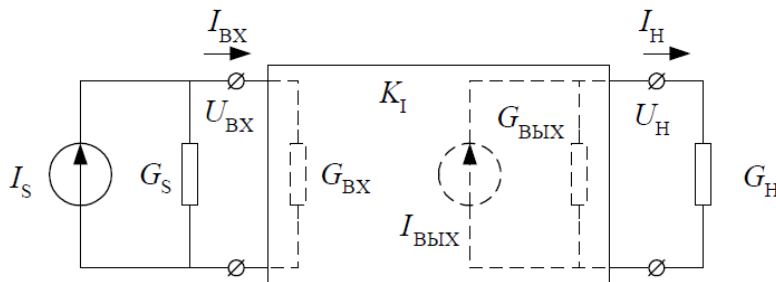 I_ВХ I_Н
K_I
U_ВХ G_ВЫХ U_Н
I_S G_S G_ВХ G_Н
I_ВЫХ